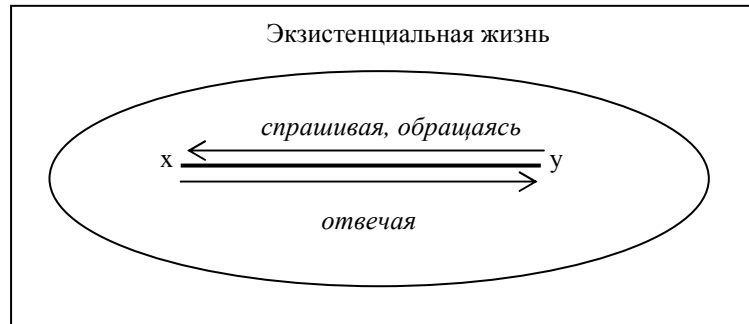 Экзистенциальная жизнь
спрашивая, обращаясь
x y
отвечая